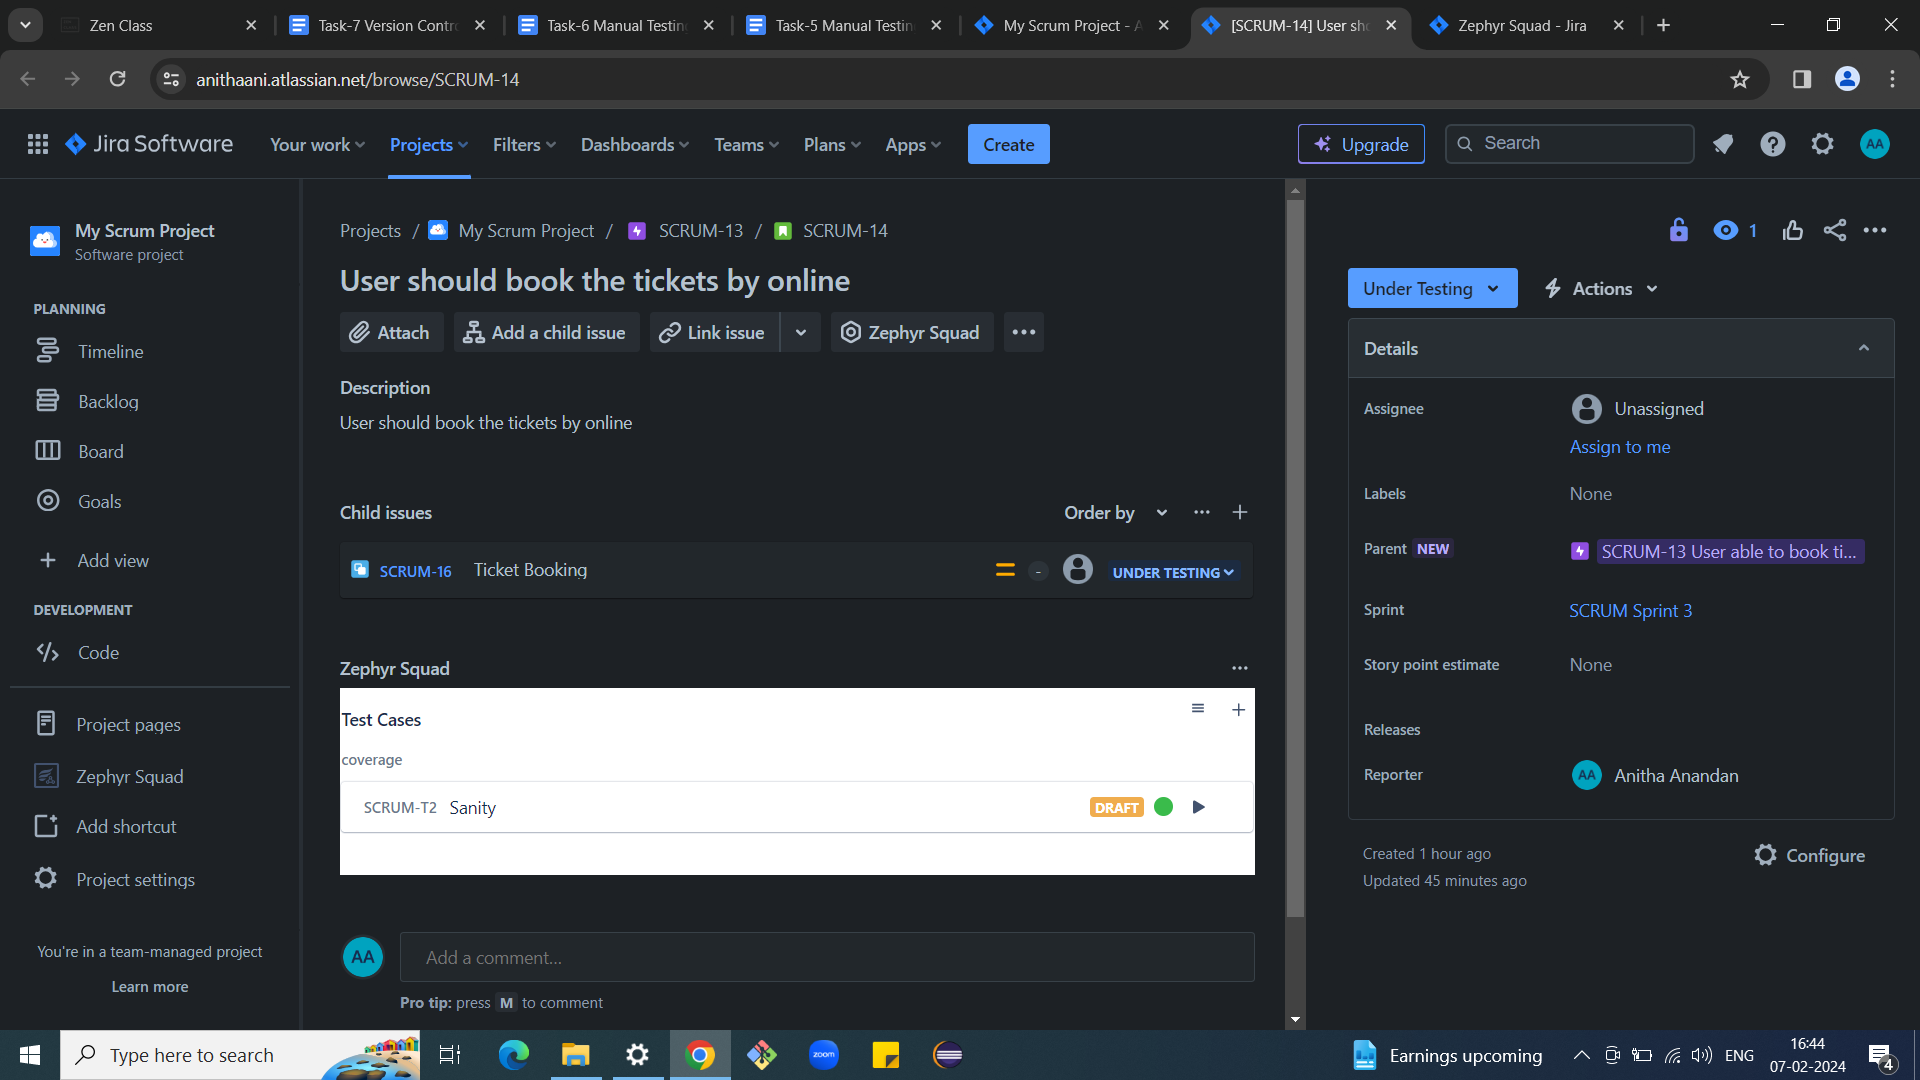 Zen Class
Task-7 Version Contro
Task-6 Manual Testin
Task-5 Manual Testin
My Scrum Project - A
[SCRUM-14] User sho
Zephyr Squad - Jira
anithaani.atlassian.net/browse/SCRUM-14
Jira Software
Your work
Projects
Filters
Dashboards
Teams
Plans
Apps
Create
Upgrade
Search
AA
My Scrum Project
Software project
PLANNING
Timeline
Backlog
Board
Goals
Add view
DEVELOPMENT
Code
Project pages
Zephyr Squad
Add shortcut
Project settings
You're in a team-managed project
Learn more
Projects / My Scrum Project / SCRUM-13 / SCRUM-14
User should book the tickets by online
Attach
Add a child issue
Link issue
Zephyr Squad
Description
User should book the tickets by online
Child issues
Order by
SCRUM-16 Ticket Booking - UNDER TESTING
Zephyr Squad
Test Cases
coverage
SCRUM-T2 Sanity DRAFT
AA
Add a comment...
Pro tip: press M to comment
1
Under Testing
Actions
Details
Assignee
Unassigned
Assign to me
Labels
None
Parent NEW
SCRUM-13 User able to book ti...
Sprint
SCRUM Sprint 3
Story point estimate
None
Releases
Reporter
AA Anitha Anandan
Created 1 hour ago
Updated 45 minutes ago
Configure
Type here to search
zoom
Earnings upcoming
ENG
16:44
07-02-2024
4